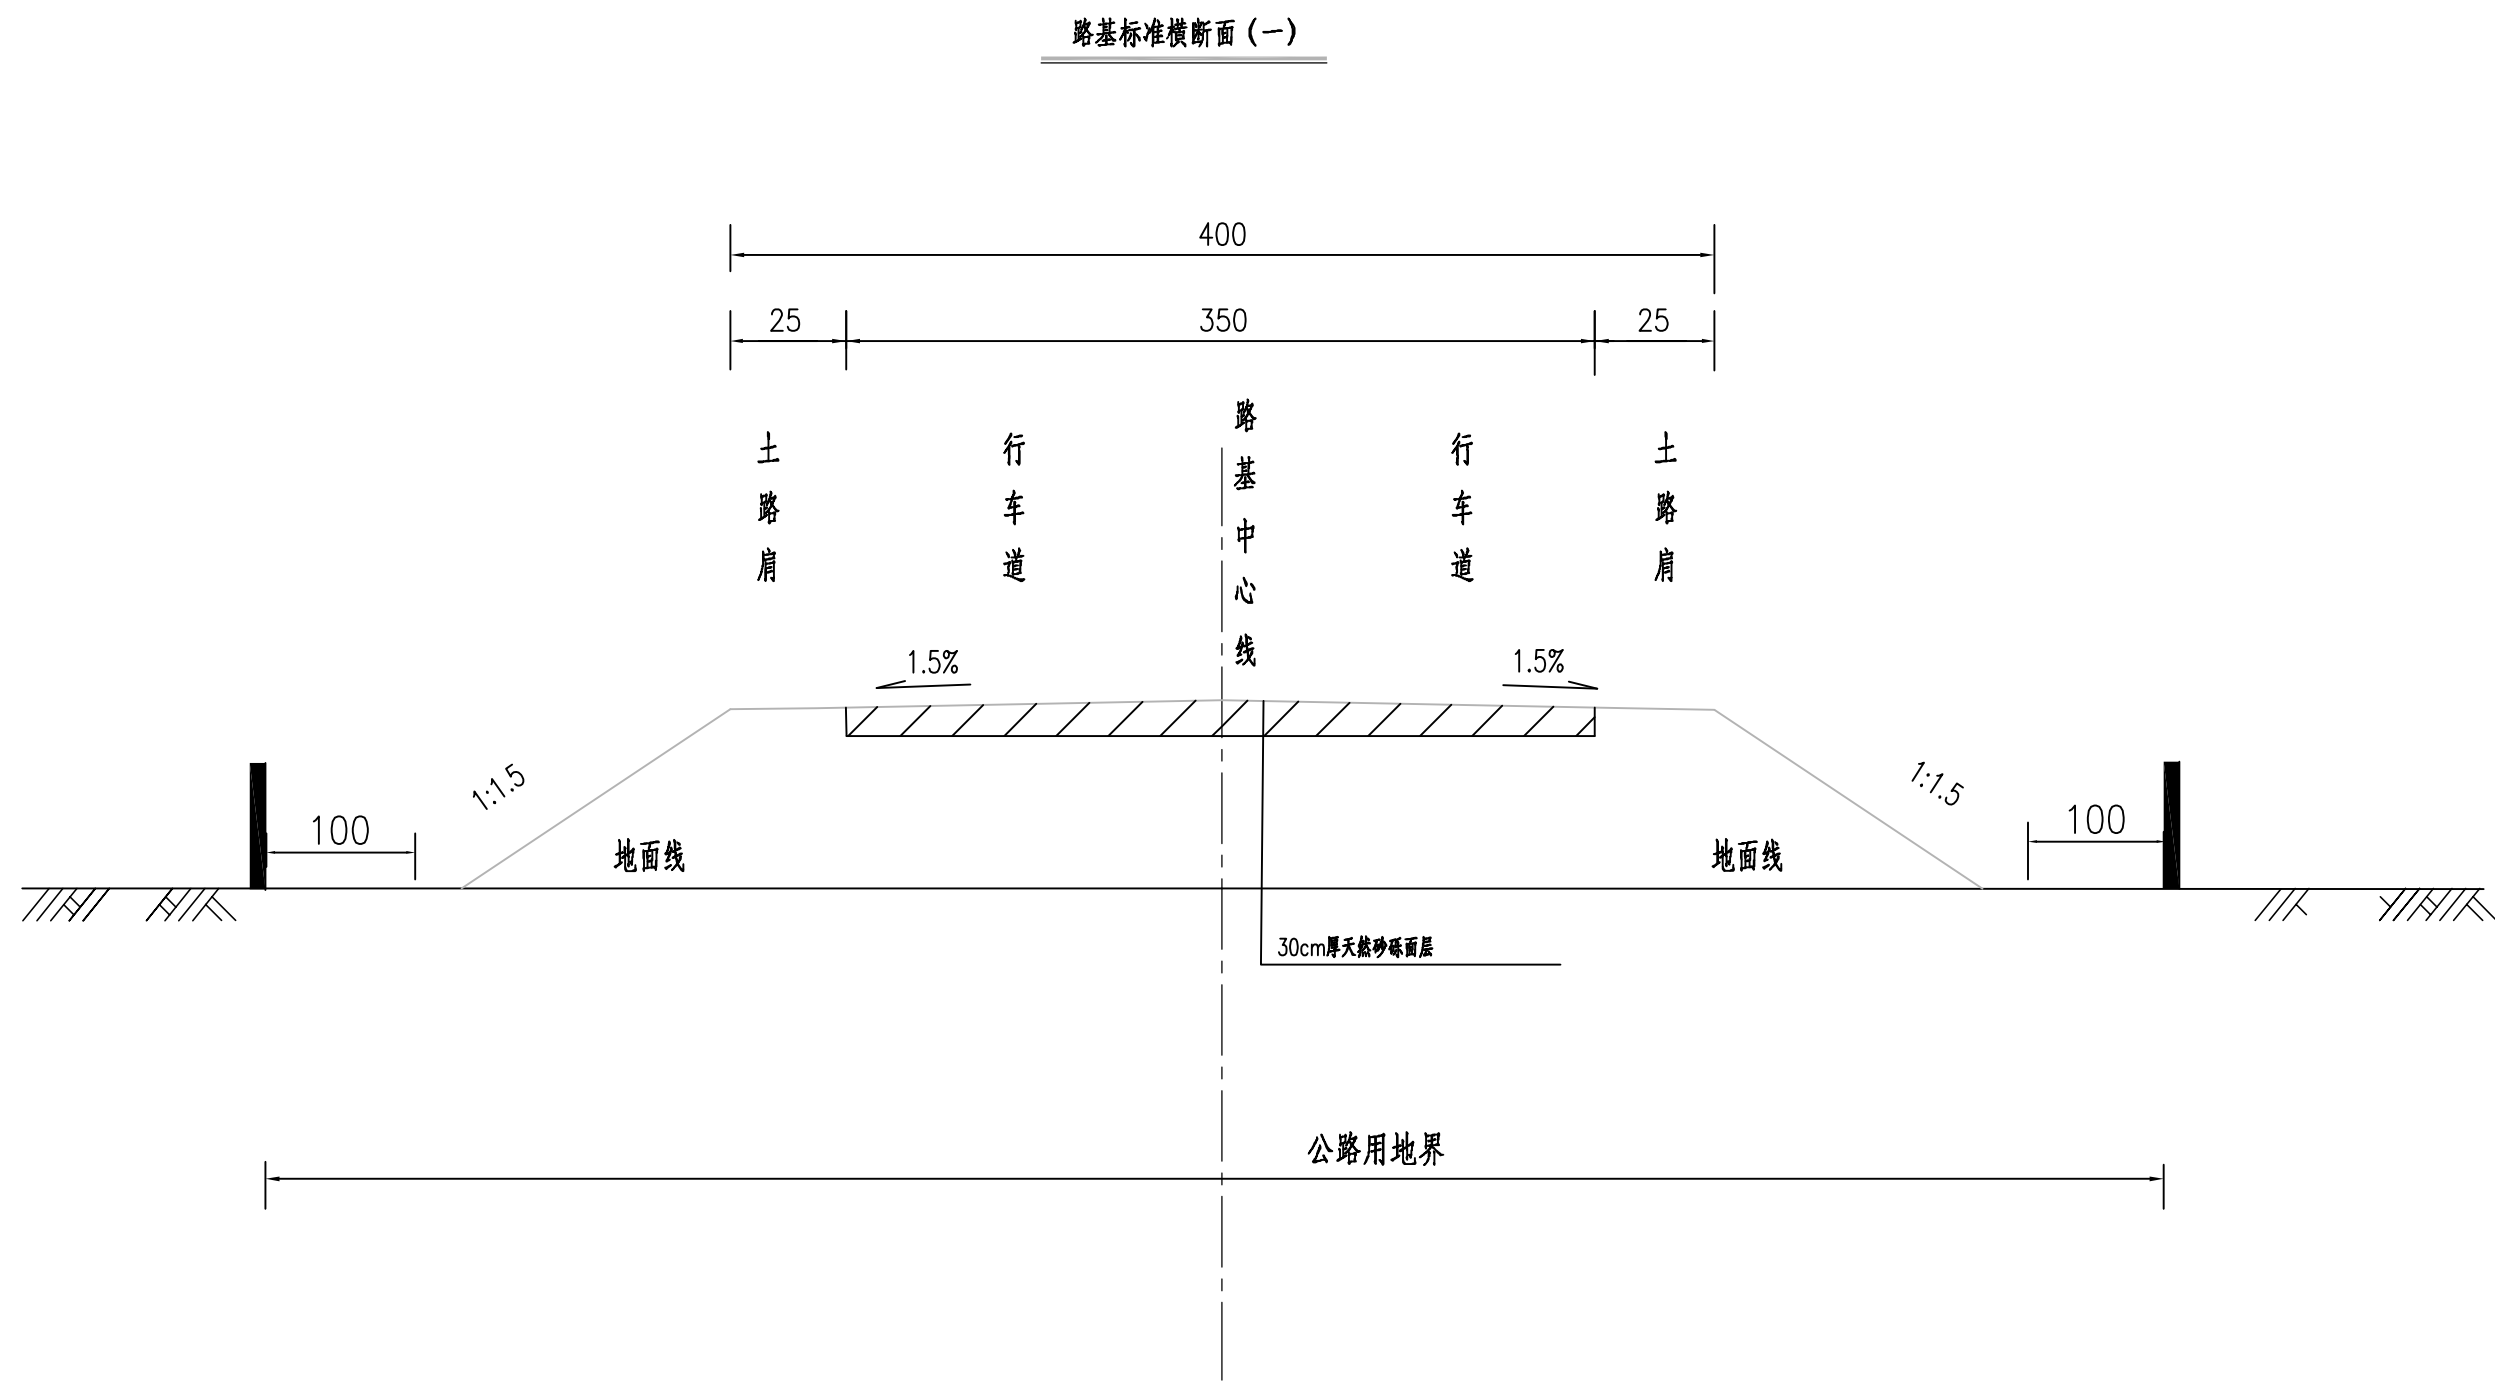 路基标准横断面(一)
400
25
350
25
土路肩
行车道
路基中心线
行车道
土路肩
1.5%
1.5%
1:1.5
1:1.5
100
100
地面线
地面线
30cm厚天然砂砾面层
公路用地界